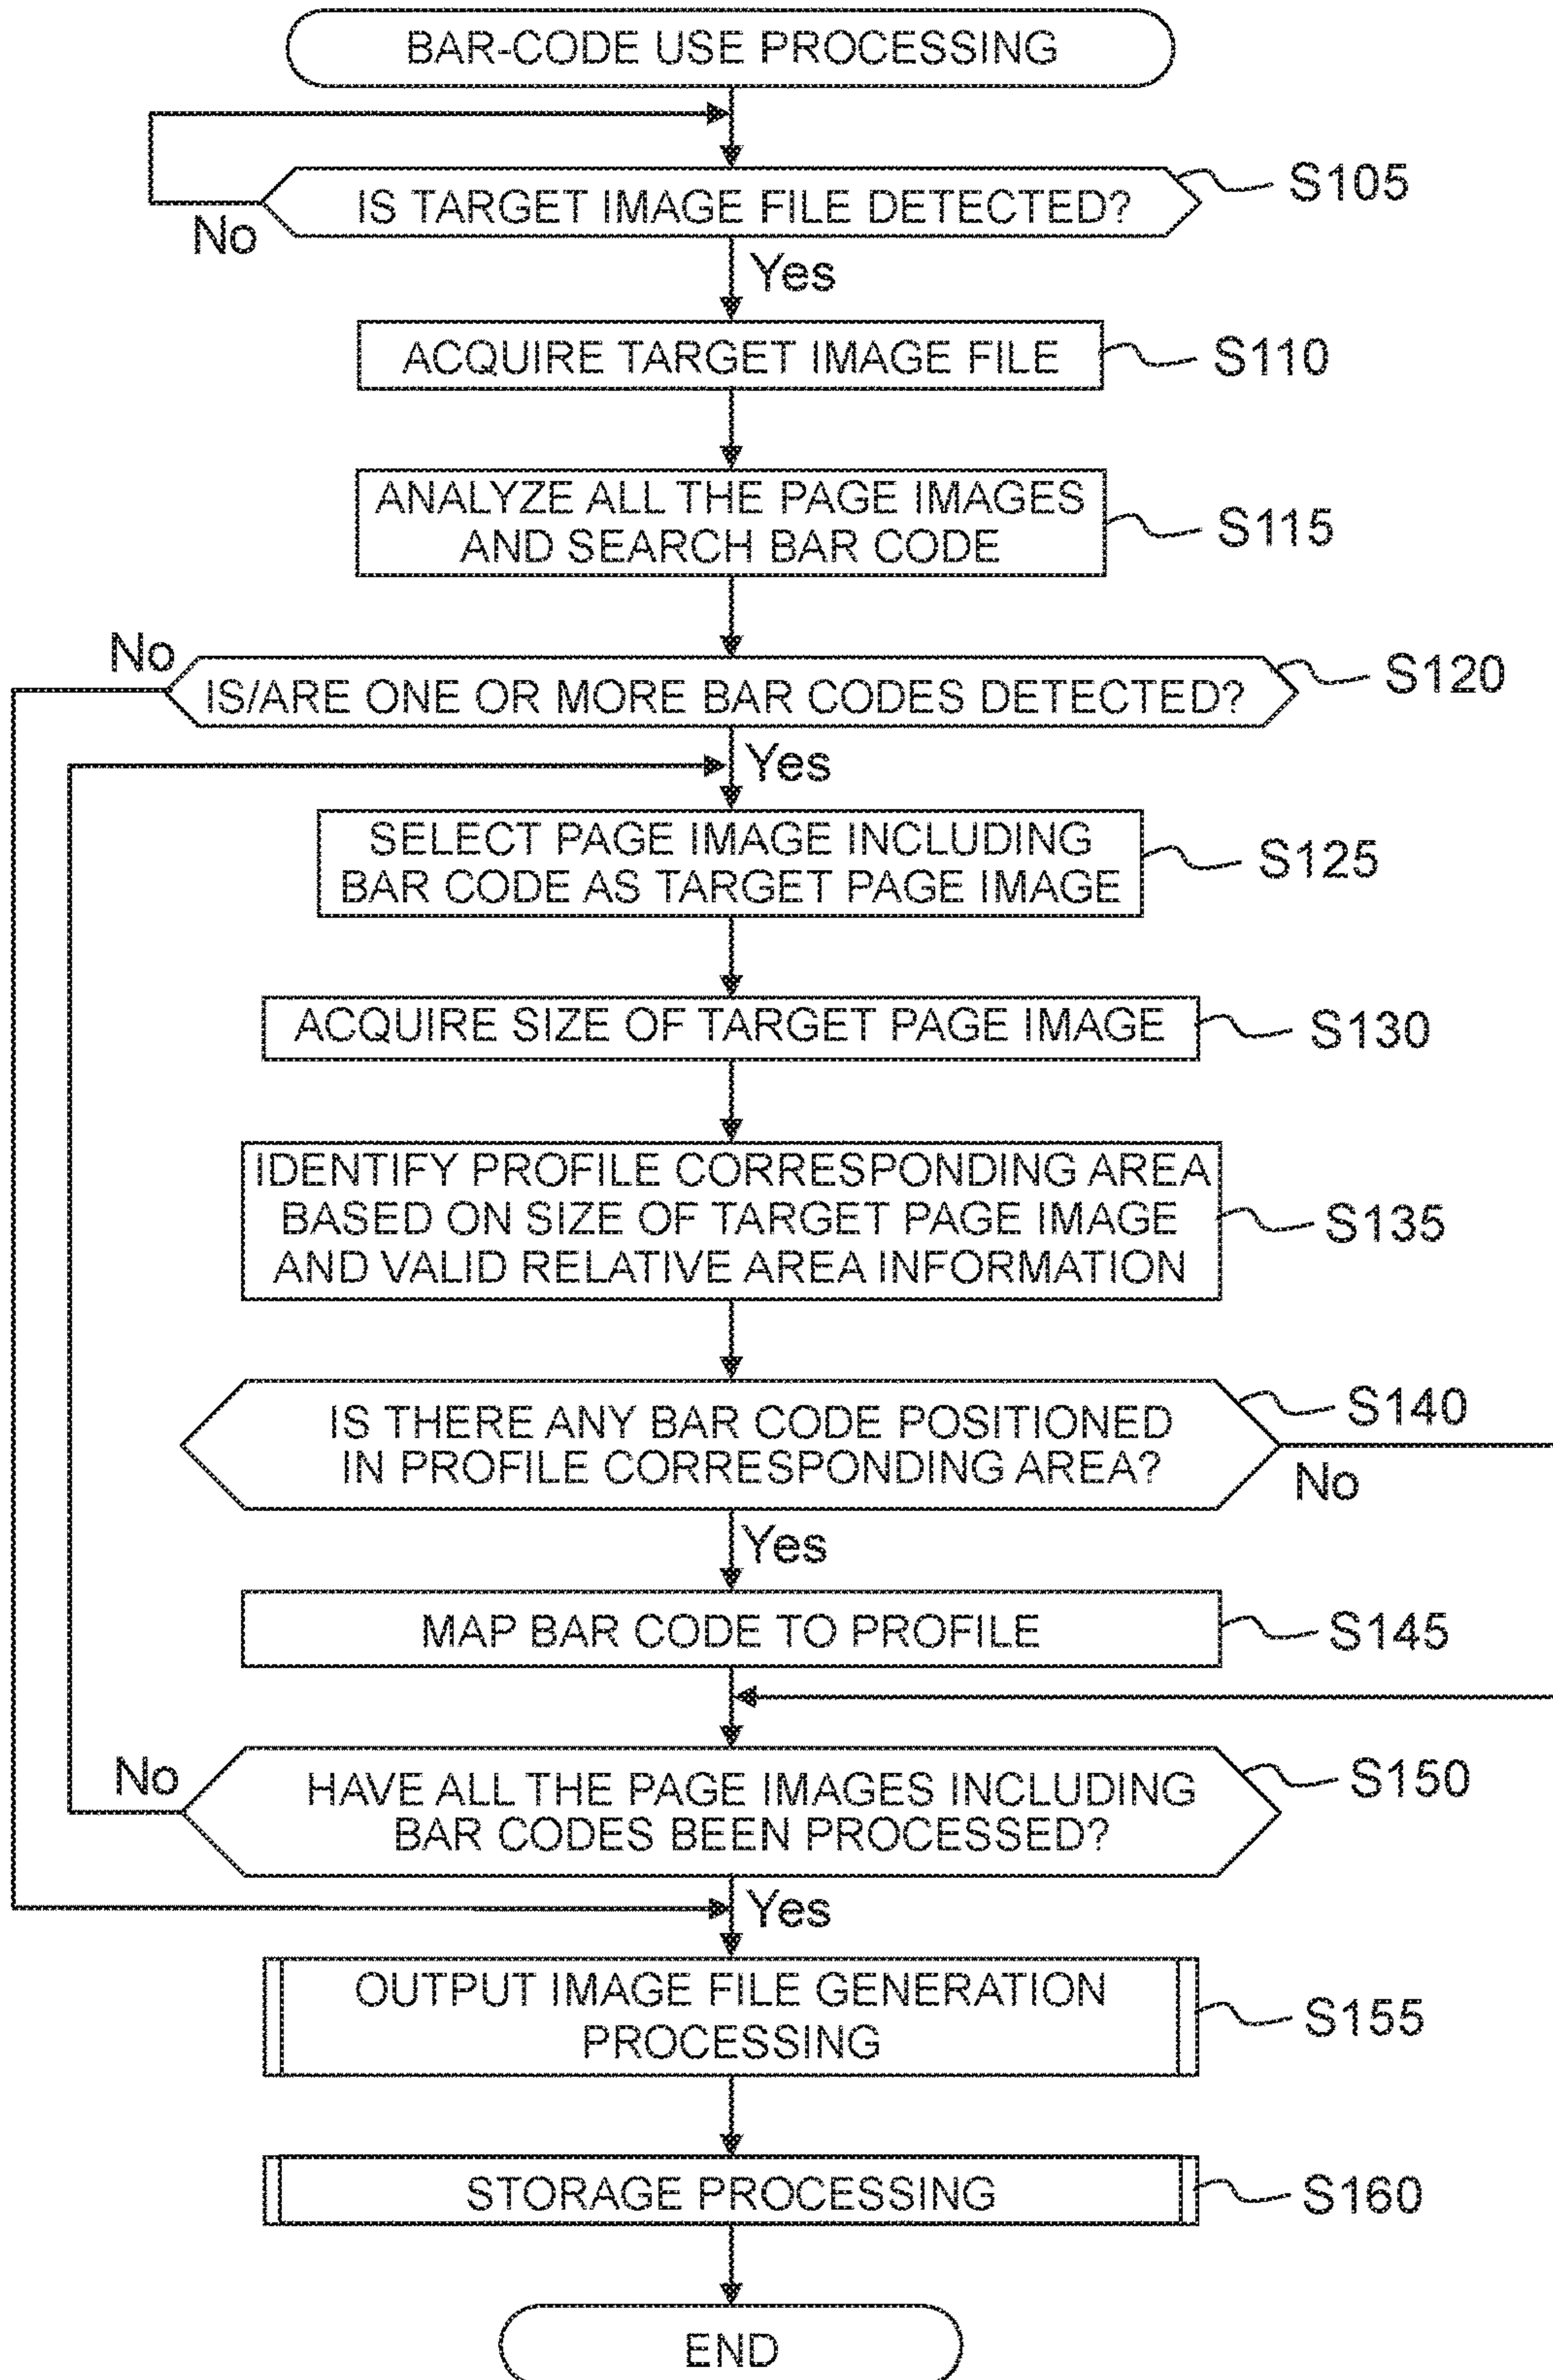 BAR-CODE USE PROCESSING
IS TARGET IMAGE FILE DETECTED?
S105
No
Yes
ACQUIRE TARGET IMAGE FILE
S110
ANALYZE ALL THE PAGE IMAGES
AND SEARCH BAR CODE
S115
No
IS/ARE ONE OR MORE BAR CODES DETECTED?
S120
Yes
SELECT PAGE IMAGE INCLUDING
BAR CODE AS TARGET PAGE IMAGE
S125
ACQUIRE SIZE OF TARGET PAGE IMAGE
S130
IDENTIFY PROFILE CORRESPONDING AREA
BASED ON SIZE OF TARGET PAGE IMAGE
AND VALID RELATIVE AREA INFORMATION
S135
IS THERE ANY BAR CODE POSITIONED
IN PROFILE CORRESPONDING AREA?
S140
No
Yes
MAP BAR CODE TO PROFILE
S145
No
HAVE ALL THE PAGE IMAGES INCLUDING
BAR CODES BEEN PROCESSED?
S150
Yes
OUTPUT IMAGE FILE GENERATION
PROCESSING
S155
STORAGE PROCESSING
S160
END